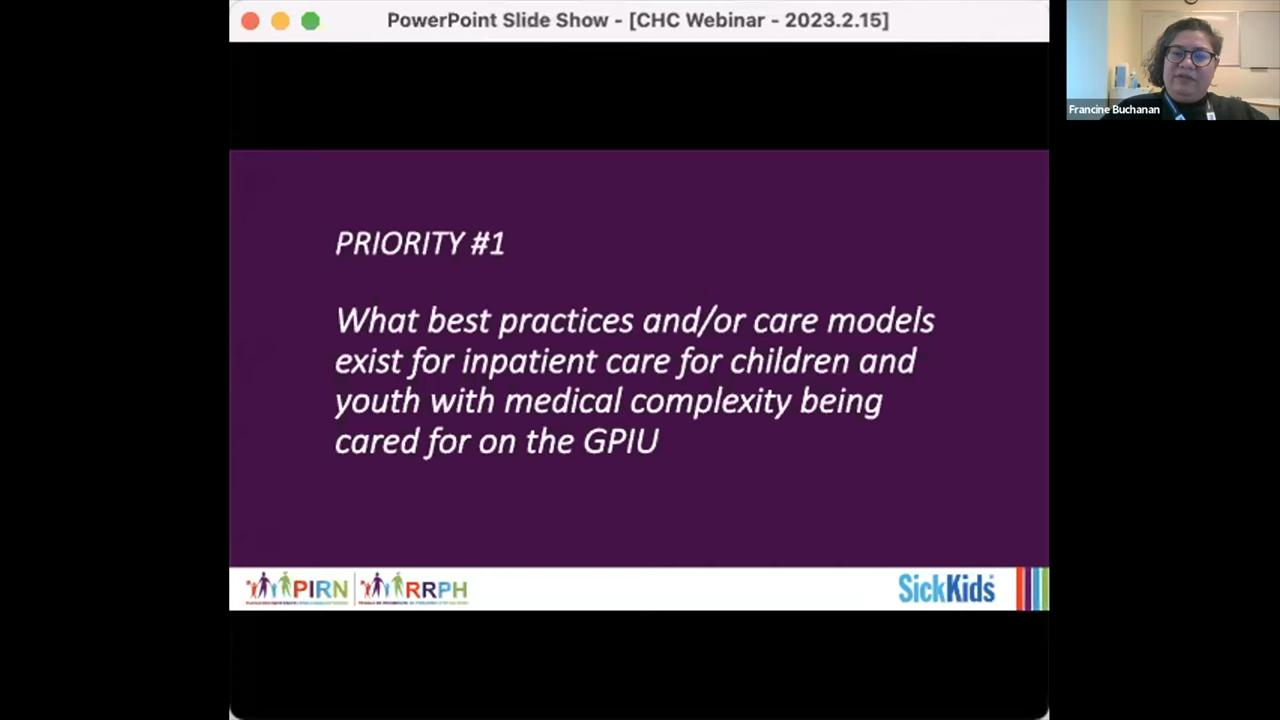 PowerPoint Slide Show - [CHC Webinar - 2023.2.15]
Francine Buchanan
PRIORITY #1
What best practices and/or care models
exist for inpatient care for children and
youth with medical complexity being
cared for on the GPIU
PIRN RRPH SickKids